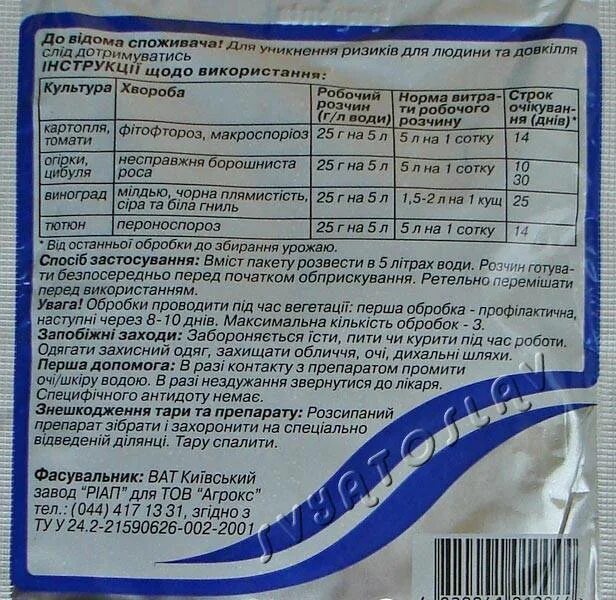 До відома споживача! Для уникнення ризиків для людини та довкілля
слід дотримуватись
ІНСТРУКЦІЇ щодо використання:
Культура Хвороба Робочий розчин (г/л води) Норма витра-ти робочого розчину Строк очікуван-ня (днів)*
картопля, томати фітофтороз, макроспоріоз 25 г на 5 л 5 л на 1 сотку 14
огірки, цибуля несправжня борошниста роса 25 г на 5 л 5 л на 1 сотку 10 30
виноград мілдью, чорна плямистість, сіра та біла гниль 25 г на 5 л 1,5-2 л на 1 кущ 25
тютюн пероноспороз 25 г на 5 л 5 л на 1 сотку 14
* Від останньої обробки до збирання урожаю.
Спосіб застосування: Вміст пакету розвести в 5 літрах води. Розчин готува-
ти безпосередньо перед початком обприскування. Ретельно перемішати
перед використанням.
Увага! Обробки проводити під час вегетації: перша обробка - профілактична,
наступні через 8-10 днів. Максимальна кількість обробок - 3.
Запобіжні заходи: Забороняється їсти, пити чи курити під час роботи.
Одягати захисний одяг, захищати обличчя, очі, дихальні шляхи.
Перша допомога: В разі контакту з препаратом промити
очі/шкіру водою. В разі нездужання звернутися до лікаря.
Специфічного антидоту немає.
Знешкодження тари та препарату: Розсипаний
препарат зібрати і захоронити на спеціально
відведеній ділянці. Тару спалити.
Фасувальник: ВАТ Київський
завод "РІАП" для ТОВ "Агрокс"
тел.: (044) 417 13 31, згідно з
ТУ У 24.2-21590626-002-2001
SVYATOSLAV